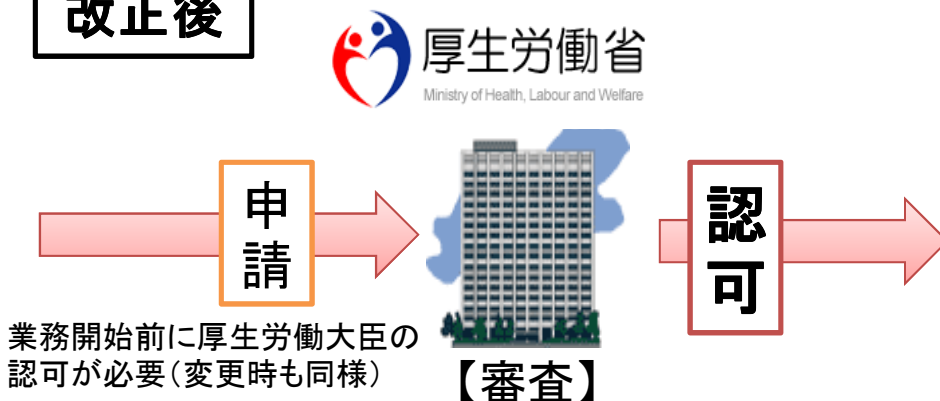 改正後
厚生労働省
Ministry of Health, Labour and Welfare
申請
認可
業務開始前に厚生労働大臣の
認可が必要(変更時も同様)
【審査】